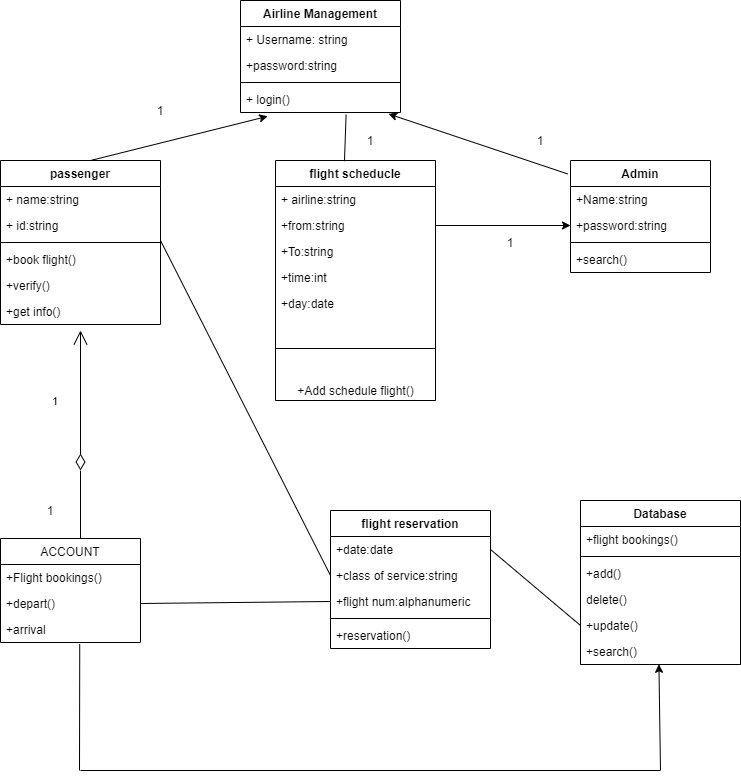 Airline Management
+ Username: string
+password:string
+ login()
1
1
1
passenger
+ name:string
+ id:string
+book flight()
+verify()
+get info()
flight scheducle
+ airline:string
+from:string
+To:string
+time:int
+day:date
+Add schedule flight()
1
Admin
+Name:string
+password:string
+search()
1
1
ACCOUNT
+Flight bookings()
+depart()
+arrival
flight reservation
+date:date
+class of service:string
+flight num:alphanumeric
+reservation()
Database
+flight bookings()
+add()
delete()
+update()
+search()